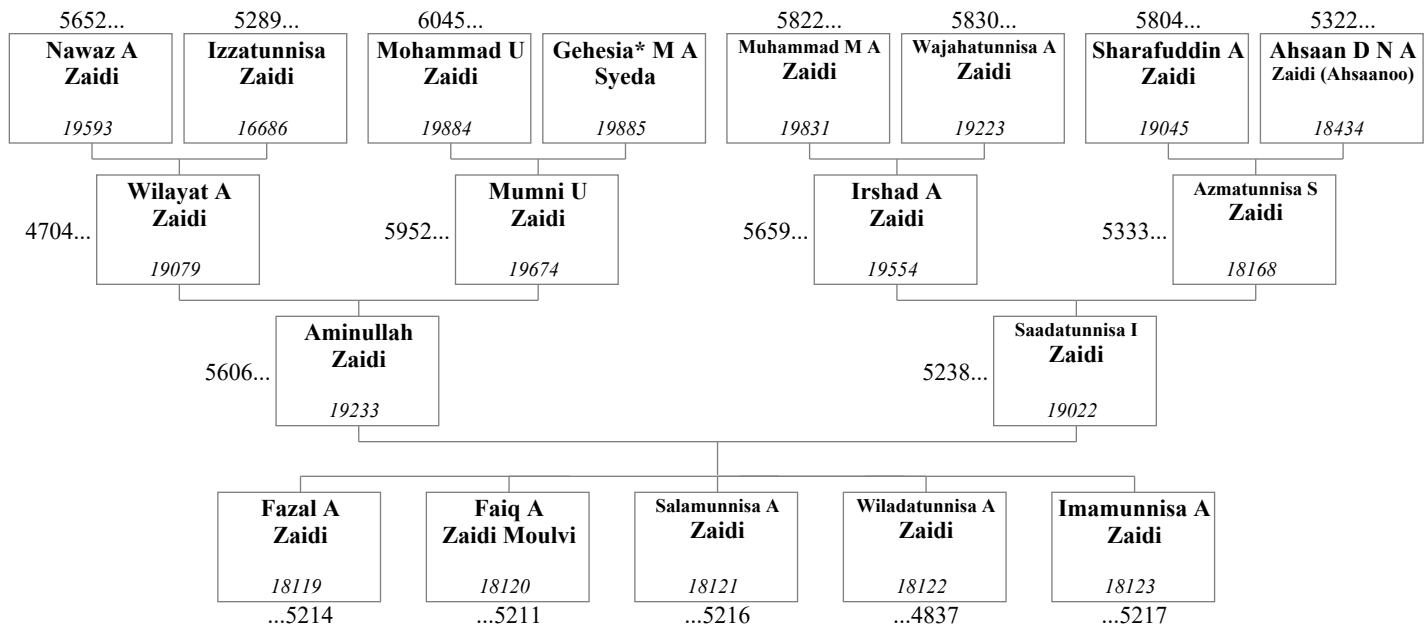 5652...
5289...
6045...
5822...
5830...
5804...
5322...
Nawaz A
Zaidi
19593
Izzatunnisa
Zaidi
16686
Mohammad U
Zaidi
19884
Gehesia* M A
Syeda
19885
Muhammad M A
Zaidi
19831
Wajahatunnisa A
Zaidi
19223
Sharafuddin A
Zaidi
19045
Ahsaan D N A
Zaidi (Ahsaanoo)
18434
4704...
Wilayat A
Zaidi
19079
5952...
Mumni U
Zaidi
19674
5659...
Irshad A
Zaidi
19554
5333...
Azmatunnisa S
Zaidi
18168
5606...
Aminullah
Zaidi
19233
5238...
Saadatunnisa I
Zaidi
19022
Fazal A
Zaidi
18119
Faiq A
Zaidi Moulvi
18120
Salamunnisa A
Zaidi
18121
Wiladatunnisa A
Zaidi
18122
Imamunnisa A
Zaidi
18123
...5214
...5211
...5216
...4837
...5217